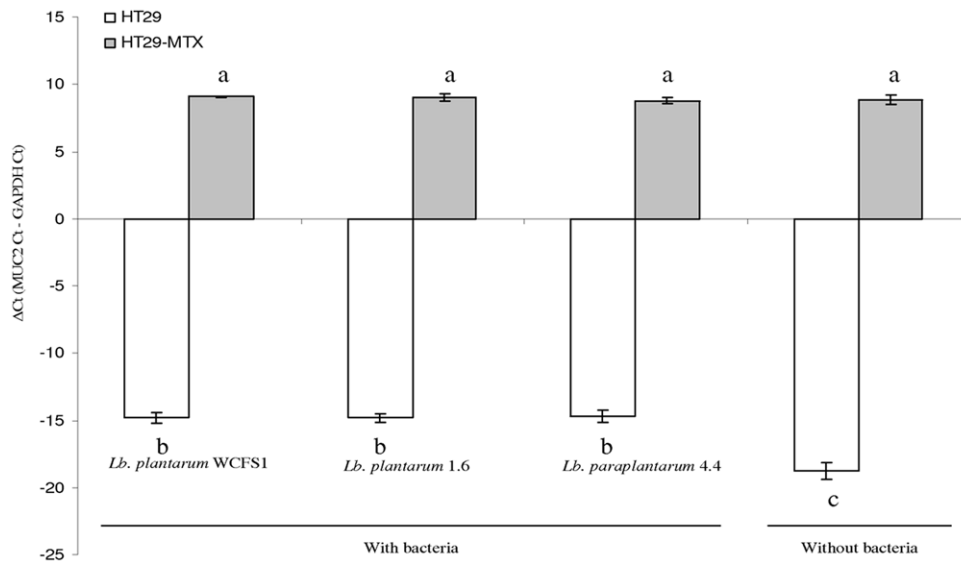 HT29
HT29-MTX
15
10
5
0
-5
-10
-15
-20
-25
ΔCt (MUC2 Ct - GAPDH Ct)
a
a
a
a
b
b
b
c
Lb. plantarum WCFS1
Lb. plantarum 1.6
Lb. paraplantarum 4.4
With bacteria
Without bacteria